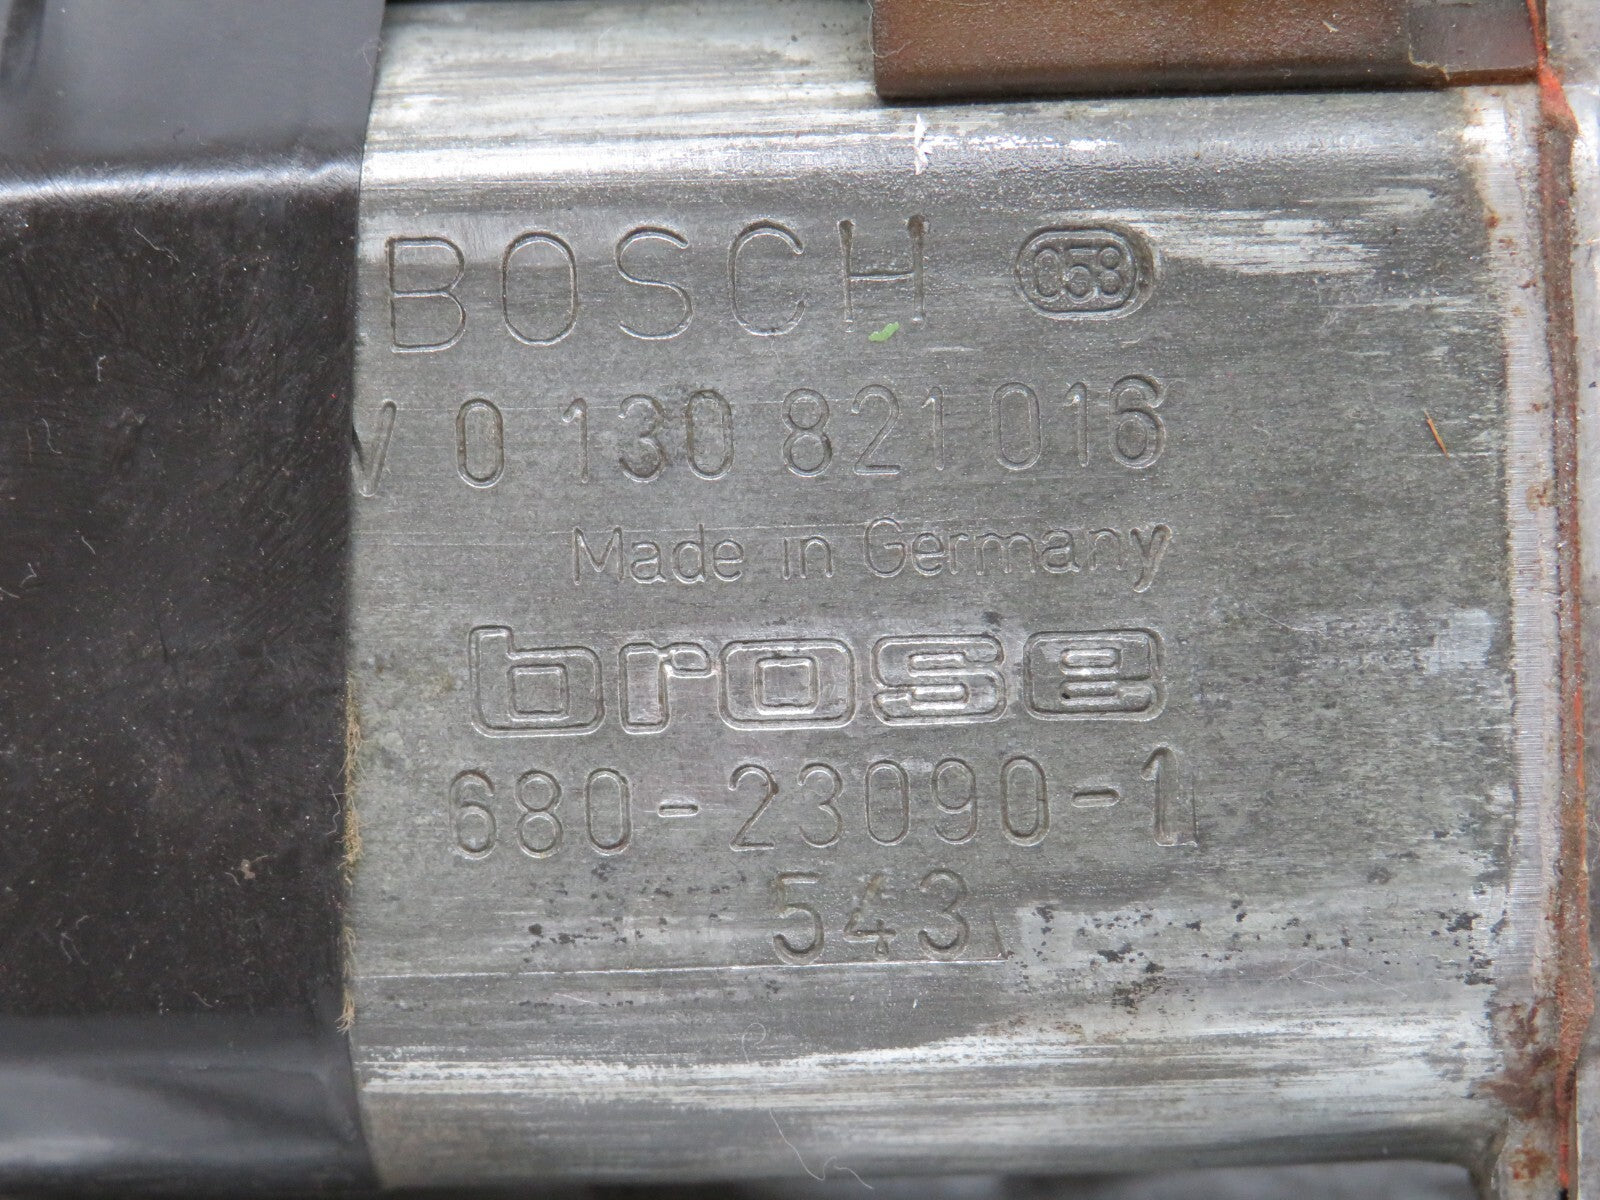 BOSCH 058
V 0 130 821 016
Made in Germany
brose
680-23090-1
543